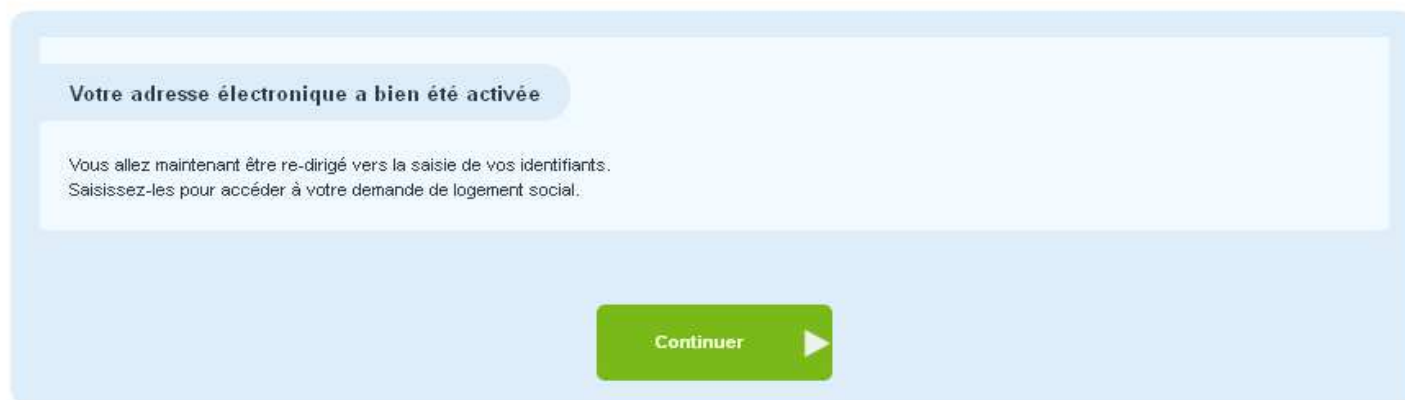 Votre adresse électronique a bien été activée
Vous allez maintenant être re-dirigé vers la saisie de vos identifiants.
Saisissez-les pour accéder à votre demande de logement social.
Continuer